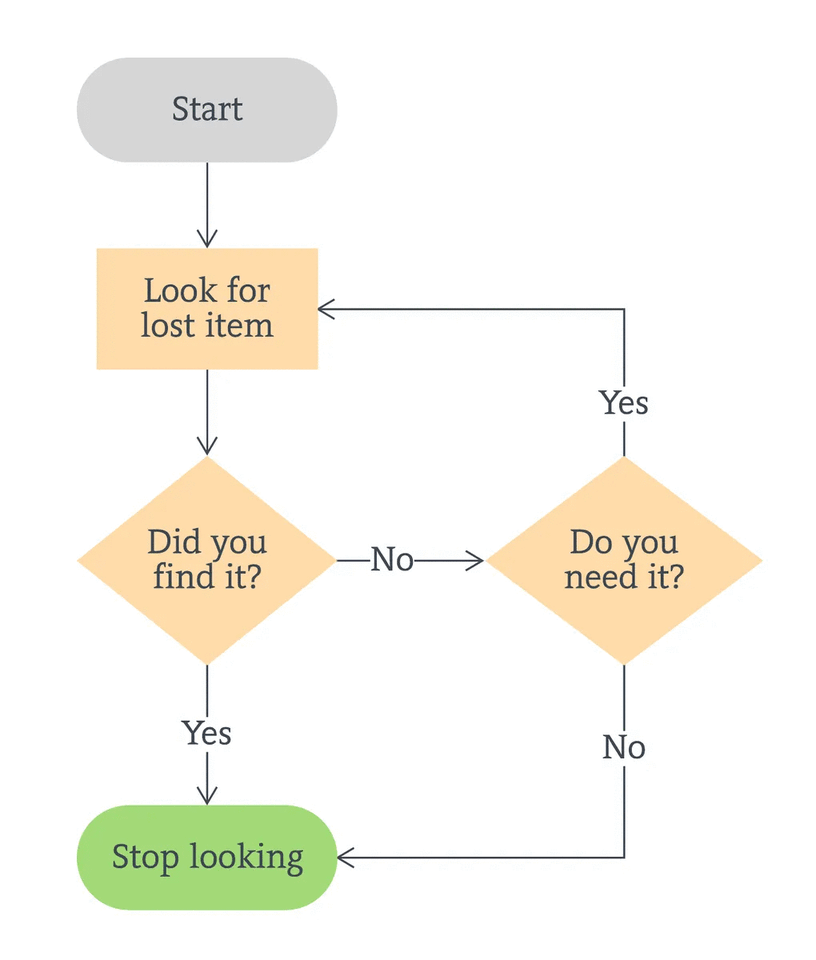 Start
Look for
lost item
Yes
Did you
find it?
No
Do you
need it?
Yes
No
Stop looking